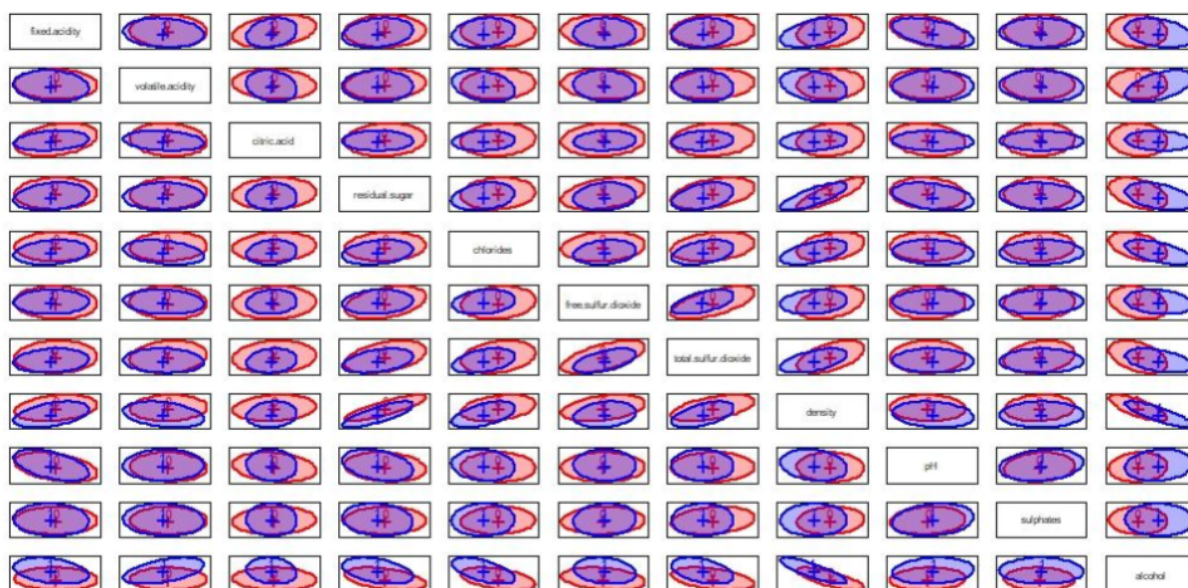 fixed.acidity
volatile.acidity
citric.acid
residual.sugar
chlorides
free.sulfur.dioxide
total.sulfur.dioxide
density
pH
sulphates
alcohol